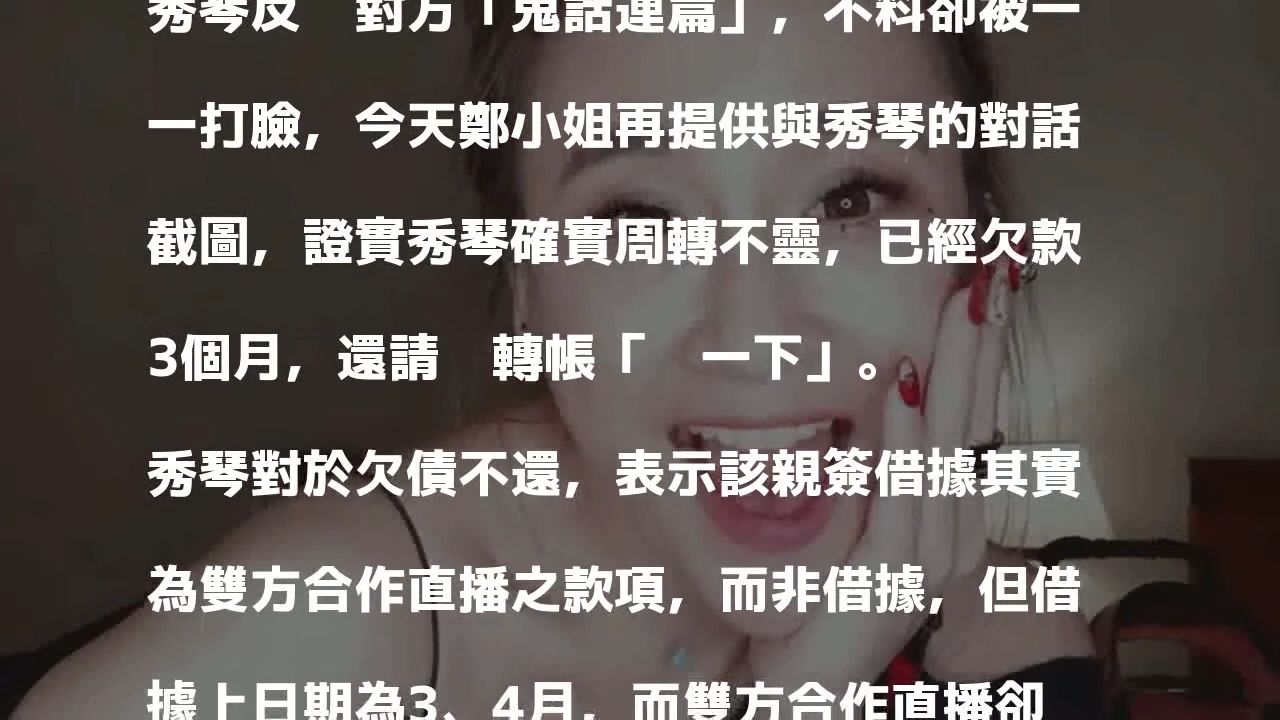 秀琴反　對方「鬼話連篇」，不料卻被一
一打臉，今天鄭小姐再提供與秀琴的對話
截圖，證實秀琴確實周轉不靈，已經欠款
3個月，還請　轉帳「　一下」。
秀琴對於欠債不還，表示該親簽借據其實
為雙方合作直播之款項，而非借據，但借
據上日期為3、4月，而雙方合作直播卻